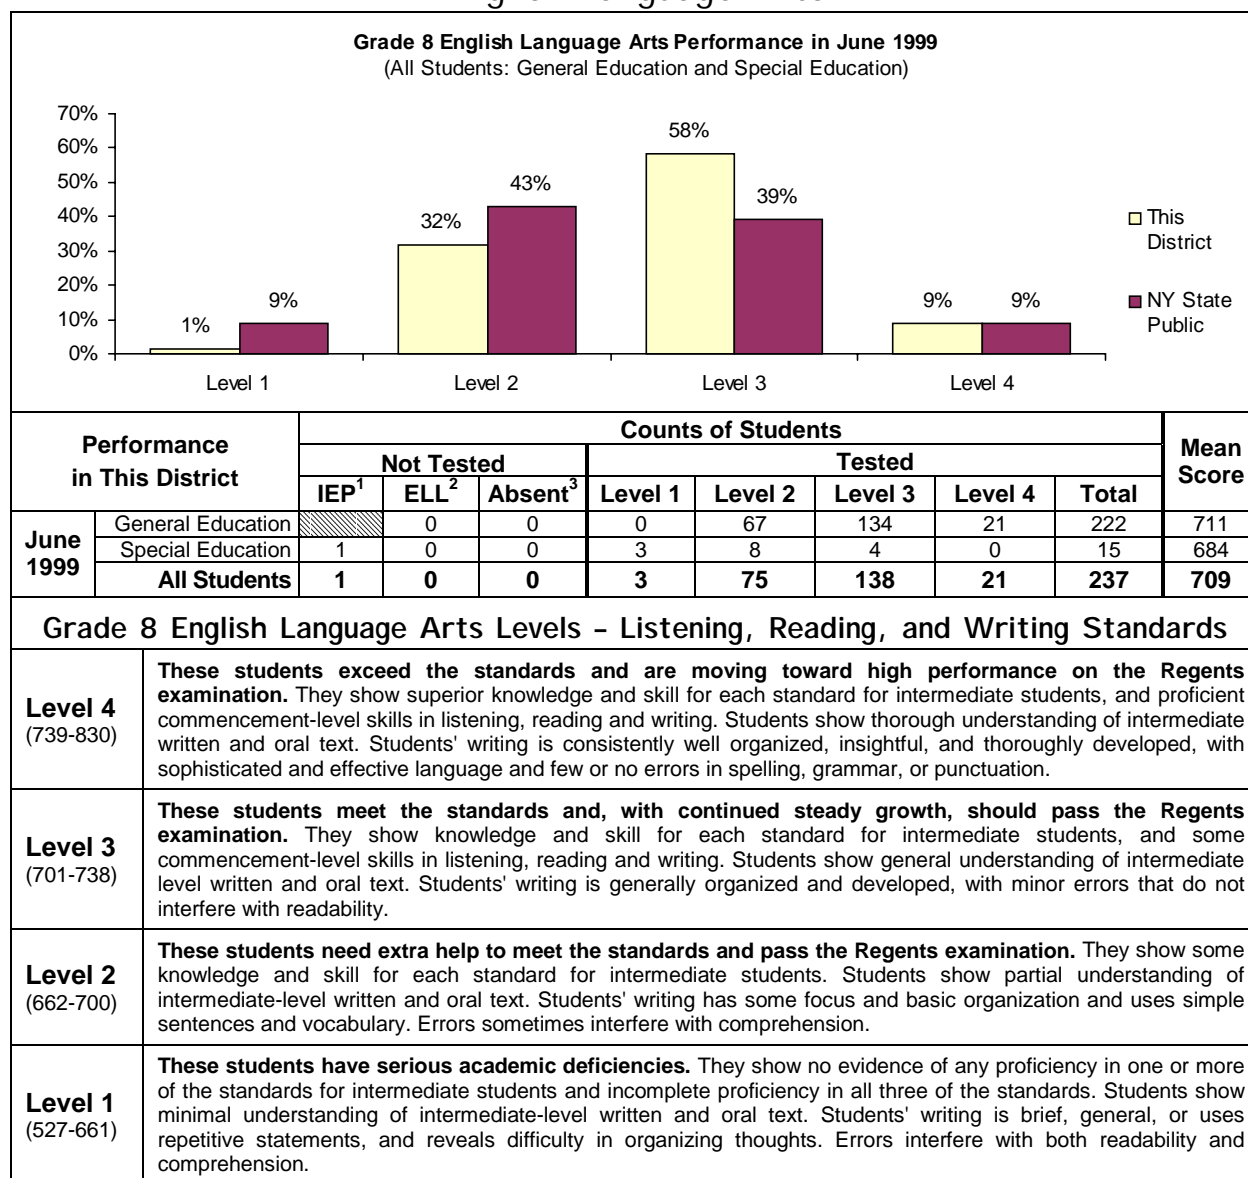 Grade 8 English Language Arts Performance in June 1999
(All Students: General Education and Special Education)
70%
60%
50%
40%
30%
20%
10%
0%
1%
9%
32%
43%
58%
39%
9%
9%
Level 1
Level 2
Level 3
Level 4
This
District
NY State
Public
Performance
in This District
Counts of Students
Mean
Score
Not Tested
Tested
IEP1 ELL2 Absent3 Level 1 Level 2 Level 3 Level 4 Total
June
1999
General Education 0 0 0 67 134 21 222 711
Special Education 1 0 0 3 8 4 0 15 684
All Students 1 0 0 3 75 138 21 237 709
Grade 8 English Language Arts Levels – Listening, Reading, and Writing Standards
Level 4
(739-830)
These students exceed the standards and are moving toward high performance on the Regents
examination. They show superior knowledge and skill for each standard for intermediate students, and proficient
commencement-level skills in listening, reading and writing. Students show thorough understanding of intermediate
written and oral text. Students' writing is consistently well organized, insightful, and thoroughly developed, with
sophisticated and effective language and few or no errors in spelling, grammar, or punctuation.
Level 3
(701-738)
These students meet the standards and, with continued steady growth, should pass the Regents
examination. They show knowledge and skill for each standard for intermediate students, and some
commencement-level skills in listening, reading and writing. Students show general understanding of intermediate
level written and oral text. Students' writing is generally organized and developed, with minor errors that do not
interfere with readability.
Level 2
(662-700)
These students need extra help to meet the standards and pass the Regents examination. They show some
knowledge and skill for each standard for intermediate students. Students show partial understanding of
intermediate-level written and oral text. Students' writing has some focus and basic organization and uses simple
sentences and vocabulary. Errors sometimes interfere with comprehension.
Level 1
(527-661)
These students have serious academic deficiencies. They show no evidence of any proficiency in one or more
of the standards for intermediate students and incomplete proficiency in all three of the standards. Students show
minimal understanding of intermediate-level written and oral text. Students' writing is brief, general, or uses
repetitive statements, and reveals difficulty in organizing thoughts. Errors interfere with both readability and
comprehension.